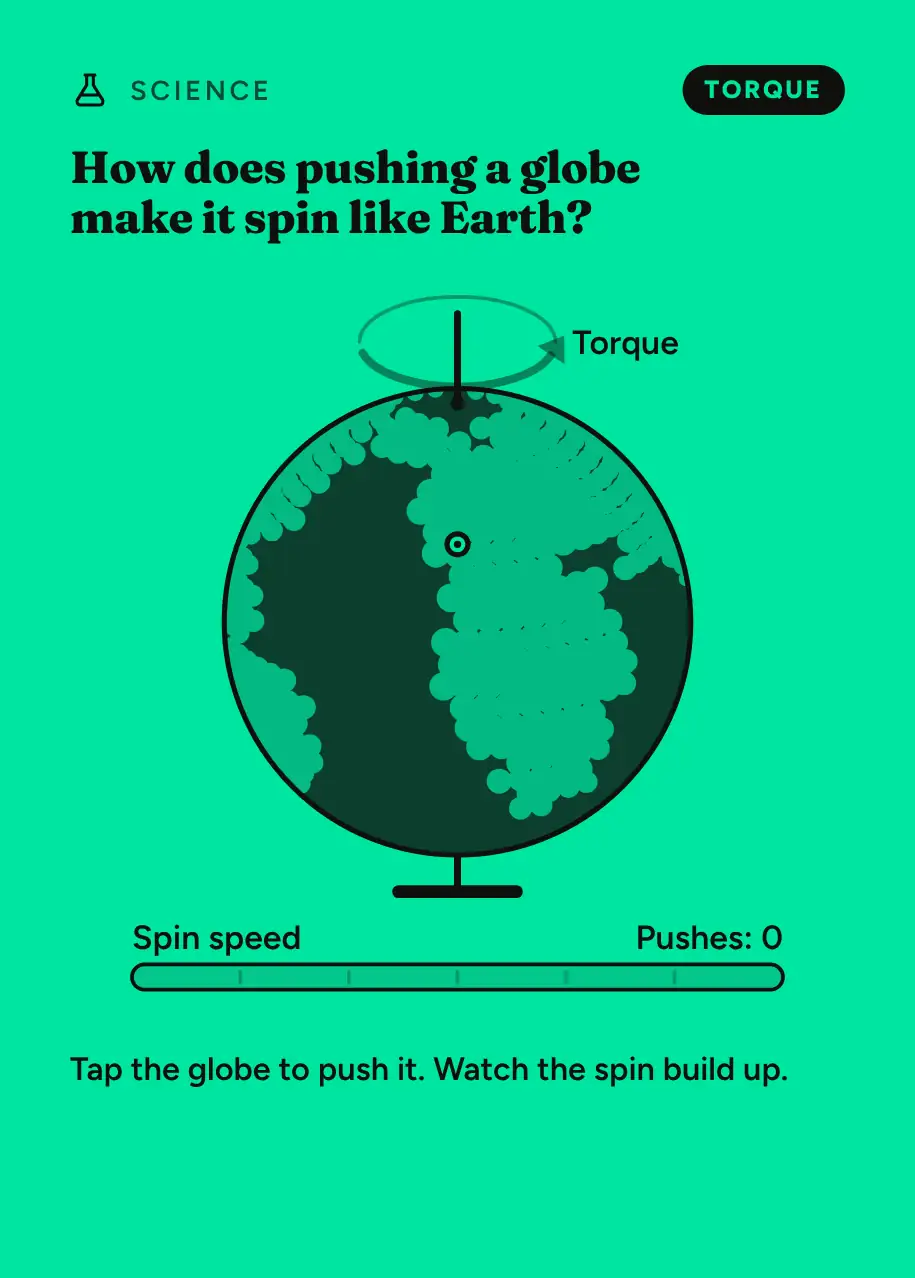 SCIENCE
TORQUE
How does pushing a globe
make it spin like Earth?
Torque
Spin speed
Pushes: 0
Tap the globe to push it. Watch the spin build up.